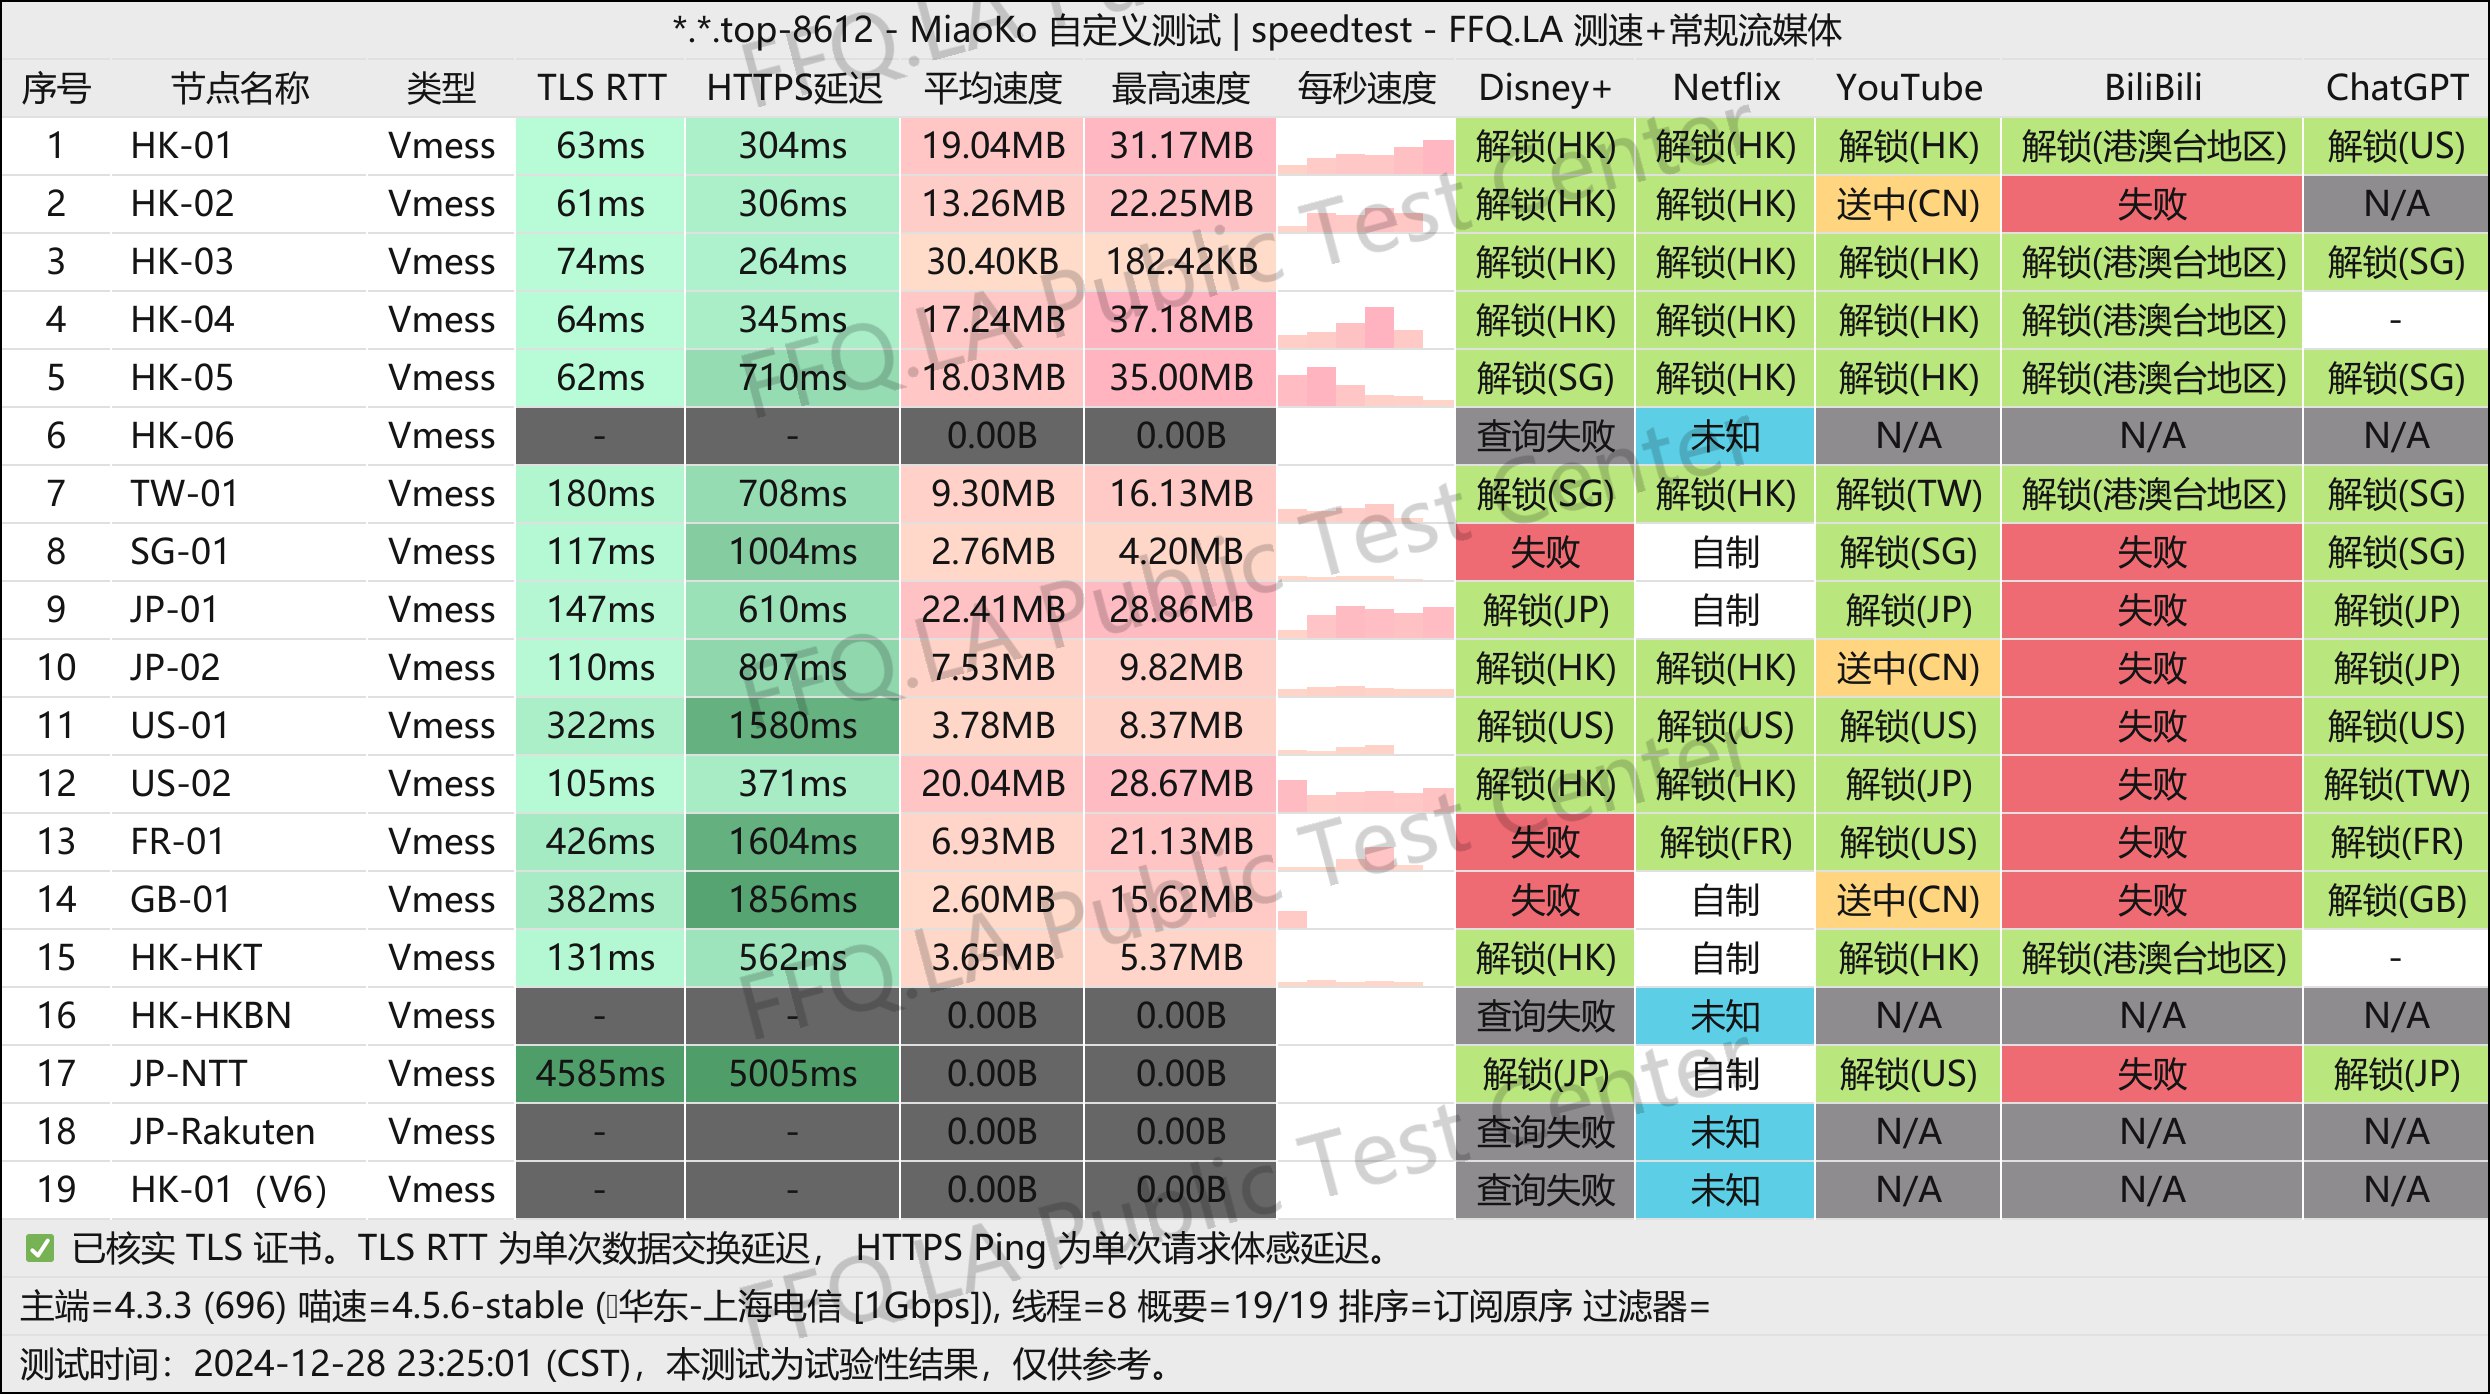 *.*.top-8612 - MiaoKo 自定义测试 | speedtest - FFQ.LA 测速+常规流媒体
序号 节点名称 类型 TLS RTT HTTPS延迟 平均速度 最高速度 每秒速度 Disney+ Netflix YouTube BiliBili ChatGPT
1 HK-01 Vmess 63ms 304ms 19.04MB 31.17MB 解锁(HK) 解锁(HK) 解锁(HK) 解锁(港澳台地区) 解锁(US)
2 HK-02 Vmess 61ms 306ms 13.26MB 22.25MB 解锁(HK) 解锁(HK) 送中(CN) 失败 N/A
3 HK-03 Vmess 74ms 264ms 30.40KB 182.42KB 解锁(HK) 解锁(HK) 解锁(HK) 解锁(港澳台地区) 解锁(SG)
4 HK-04 Vmess 64ms 345ms 17.24MB 37.18MB 解锁(HK) 解锁(HK) 解锁(HK) 解锁(港澳台地区) -
5 HK-05 Vmess 62ms 710ms 18.03MB 35.00MB 解锁(SG) 解锁(HK) 解锁(HK) 解锁(港澳台地区) 解锁(SG)
6 HK-06 Vmess - - 0.00B 0.00B 查询失败 未知 N/A N/A N/A
7 TW-01 Vmess 180ms 708ms 9.30MB 16.13MB 解锁(SG) 解锁(HK) 解锁(TW) 解锁(港澳台地区) 解锁(SG)
8 SG-01 Vmess 117ms 1004ms 2.76MB 4.20MB 失败 自制 解锁(SG) 失败 解锁(SG)
9 JP-01 Vmess 147ms 610ms 22.41MB 28.86MB 解锁(JP) 自制 解锁(JP) 失败 解锁(JP)
10 JP-02 Vmess 110ms 807ms 7.53MB 9.82MB 解锁(HK) 解锁(HK) 送中(CN) 失败 解锁(JP)
11 US-01 Vmess 322ms 1580ms 3.78MB 8.37MB 解锁(US) 解锁(US) 解锁(US) 失败 解锁(US)
12 US-02 Vmess 105ms 371ms 20.04MB 28.67MB 解锁(HK) 解锁(HK) 解锁(JP) 失败 解锁(TW)
13 FR-01 Vmess 426ms 1604ms 6.93MB 21.13MB 失败 解锁(FR) 解锁(US) 失败 解锁(FR)
14 GB-01 Vmess 382ms 1856ms 2.60MB 15.62MB 失败 自制 送中(CN) 失败 解锁(GB)
15 HK-HKT Vmess 131ms 562ms 3.65MB 5.37MB 解锁(HK) 自制 解锁(HK) 解锁(港澳台地区) -
16 HK-HKBN Vmess - - 0.00B 0.00B 查询失败 未知 N/A N/A N/A
17 JP-NTT Vmess 4585ms 5005ms 0.00B 0.00B 解锁(JP) 自制 解锁(US) 失败 解锁(JP)
18 JP-Rakuten Vmess - - 0.00B 0.00B 查询失败 未知 N/A N/A N/A
19 HK-01（V6） Vmess - - 0.00B 0.00B 查询失败 未知 N/A N/A N/A
✅ 已核实 TLS 证书。TLS RTT 为单次数据交换延迟， HTTPS Ping 为单次请求体感延迟。
主端=4.3.3 (696) 喵速=4.5.6-stable (华东-上海电信 [1Gbps]), 线程=8 概要=19/19 排序=订阅原序 过滤器=
测试时间：2024-12-28 23:25:01 (CST)，本测试为试验性结果，仅供参考。
FFQ.LA Public Test Center
FFQ.LA Public Test Center
FFQ.LA Public Test Center
FFQ.LA Public Test Center
FFQ.LA